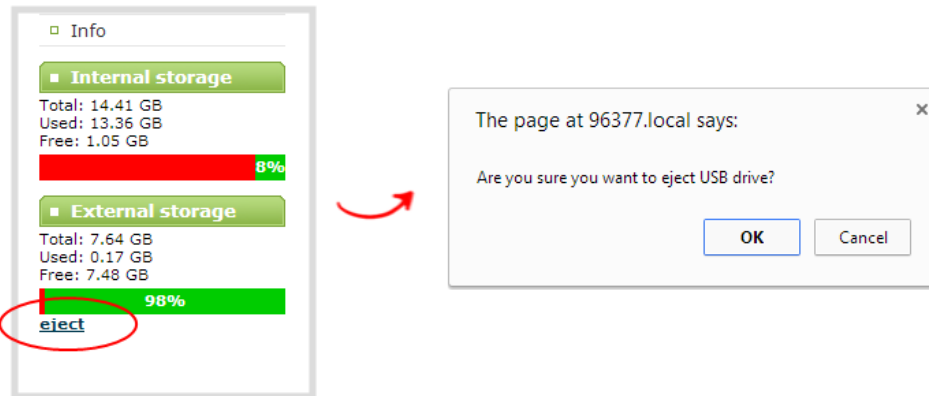 Info
Internal storage
Total: 14.41 GB
Used: 13.36 GB
Free: 1.05 GB
8%
External storage
Total: 7.64 GB
Used: 0.17 GB
Free: 7.48 GB
98%
eject
The page at 96377.local says:
Are you sure you want to eject USB drive?
OK Cancel